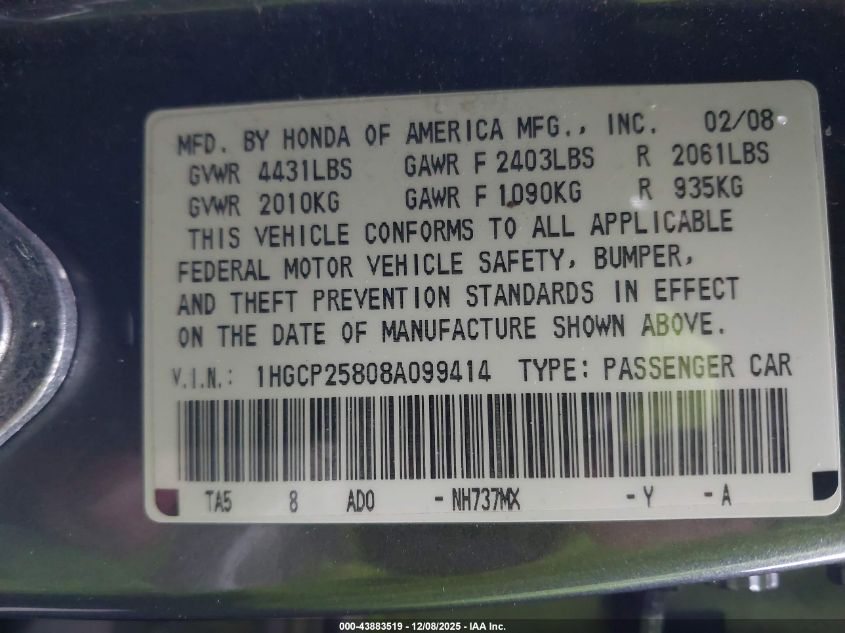 MFD. BY HONDA OF AMERICA MFG., INC. 02/08
GVWR 4431LBS GAWR F 2403LBS R 2061LBS
GVWR 2010KG GAWR F 1090KG R 935KG
THIS VEHICLE CONFORMS TO ALL APPLICABLE
FEDERAL MOTOR VEHICLE SAFETY, BUMPER,
AND THEFT PREVENTION STANDARDS IN EFFECT
ON THE DATE OF MANUFACTURE SHOWN ABOVE.
V.I.N.: 1HGCP25808A099414 TYPE: PASSENGER CAR
TA5 8 AD0 - NH737MX - Y - A
000-43883519 - 12/08/2025 - IAA Inc.